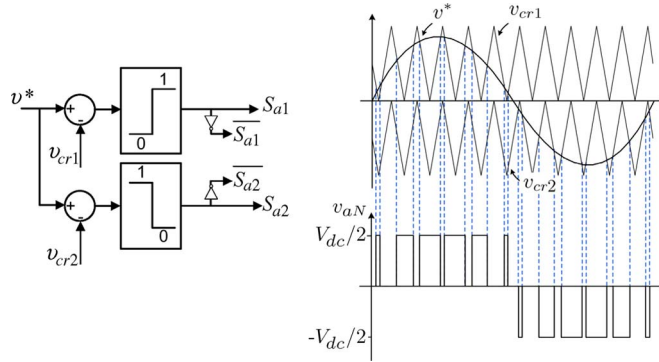 v*
+
-
v_cr1
1
0
S_a1
S̅_a1
+
-
v_cr2
1
0
S̅_a2
S_a2
v*
v_cr1
v_cr2
v_aN
V_dc/2
-V_dc/2